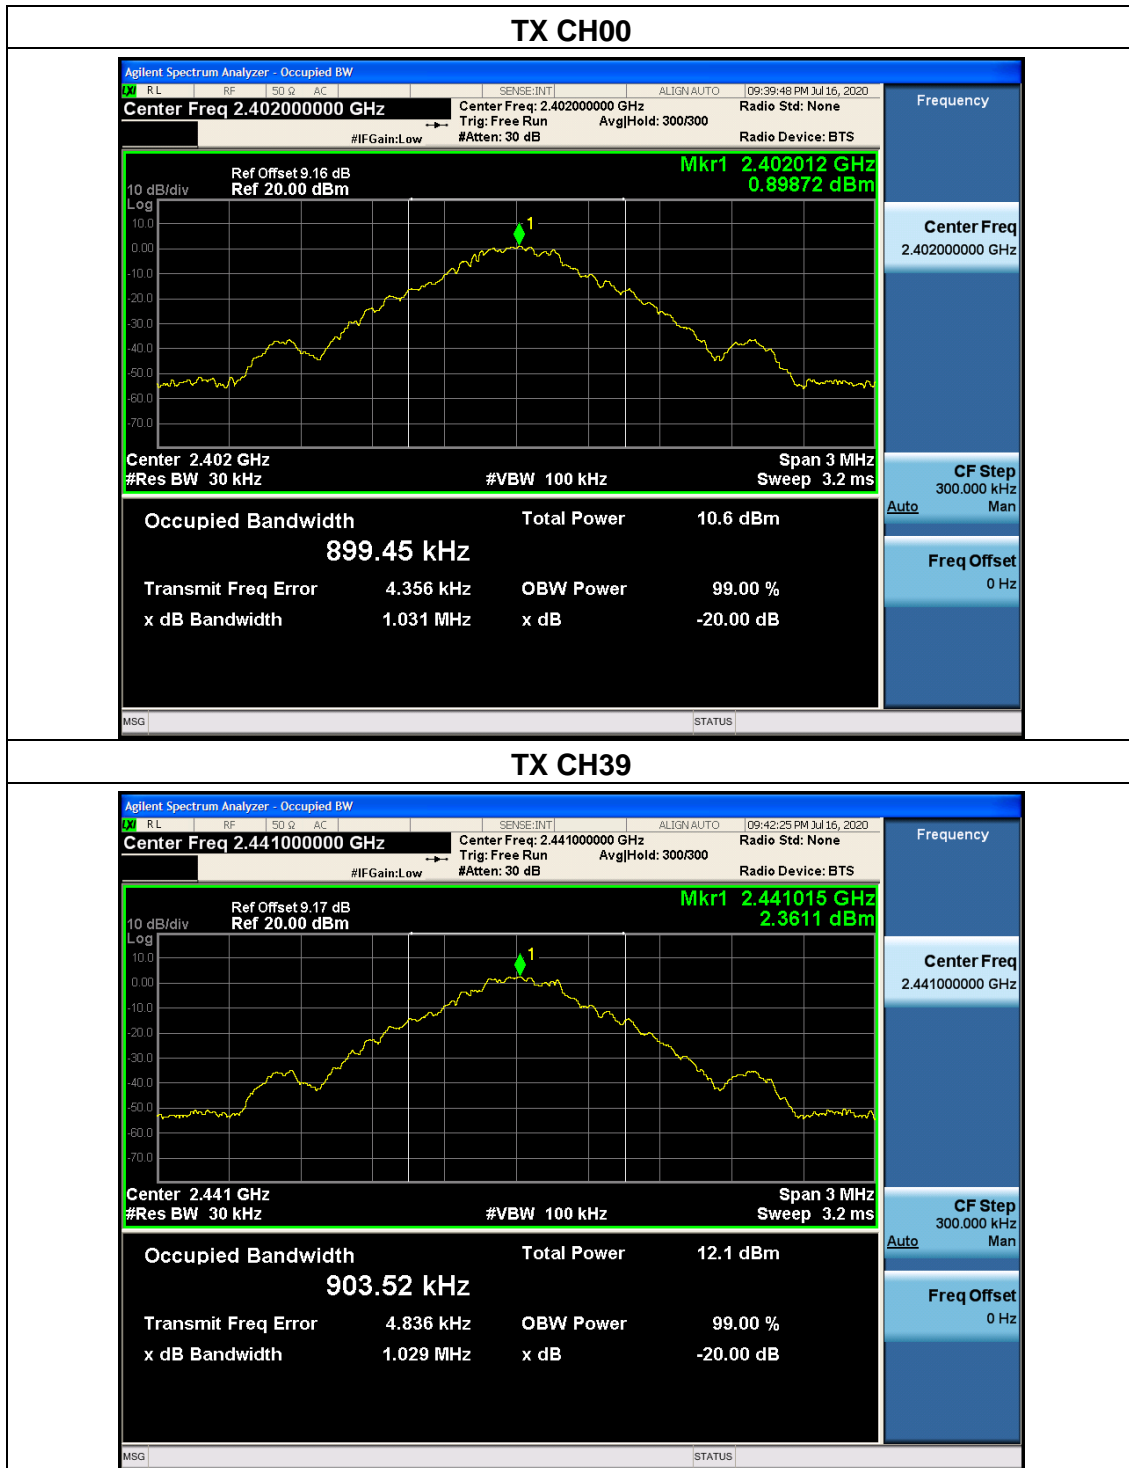 TX CH00
Agilent Spectrum Analyzer - Occupied BW
LXI RL RF 50 Ω AC SENSE:INT ALIGN AUTO 09:39:48 PM Jul 16, 2020
Center Freq 2.402000000 GHz Center Freq: 2.402000000 GHz Radio Std: None Frequency
Trig: Free Run Avg|Hold: 300/300
#IFGain:Low #Atten: 30 dB Radio Device: BTS
Mkr1 2.402012 GHz
Ref Offset 9.16 dB
10 dB/div Ref 20.00 dBm 0.89872 dBm
Log
10.0
1
0.00
-10.0
-20.0
-30.0
-40.0
-50.0
-60.0
-70.0
Center Freq
2.402000000 GHz
Center 2.402 GHz Span 3 MHz
#Res BW 30 kHz #VBW 100 kHz Sweep 3.2 ms
CF Step
300.000 kHz
Auto Man
Occupied Bandwidth Total Power 10.6 dBm
899.45 kHz
Transmit Freq Error 4.356 kHz OBW Power 99.00 %
x dB Bandwidth 1.031 MHz x dB -20.00 dB
Freq Offset
0 Hz
MSG STATUS
TX CH39
Agilent Spectrum Analyzer - Occupied BW
LXI RL RF 50 Ω AC SENSE:INT ALIGN AUTO 09:42:25 PM Jul 16, 2020
Center Freq 2.441000000 GHz Center Freq: 2.441000000 GHz Radio Std: None Frequency
Trig: Free Run Avg|Hold: 300/300
#IFGain:Low #Atten: 30 dB Radio Device: BTS
Mkr1 2.441015 GHz
Ref Offset 9.17 dB
10 dB/div Ref 20.00 dBm 2.3611 dBm
Log
10.0
1
0.00
-10.0
-20.0
-30.0
-40.0
-50.0
-60.0
-70.0
Center Freq
2.441000000 GHz
Center 2.441 GHz Span 3 MHz
#Res BW 30 kHz #VBW 100 kHz Sweep 3.2 ms
CF Step
300.000 kHz
Auto Man
Occupied Bandwidth Total Power 12.1 dBm
903.52 kHz
Transmit Freq Error 4.836 kHz OBW Power 99.00 %
x dB Bandwidth 1.029 MHz x dB -20.00 dB
Freq Offset
0 Hz
MSG STATUS